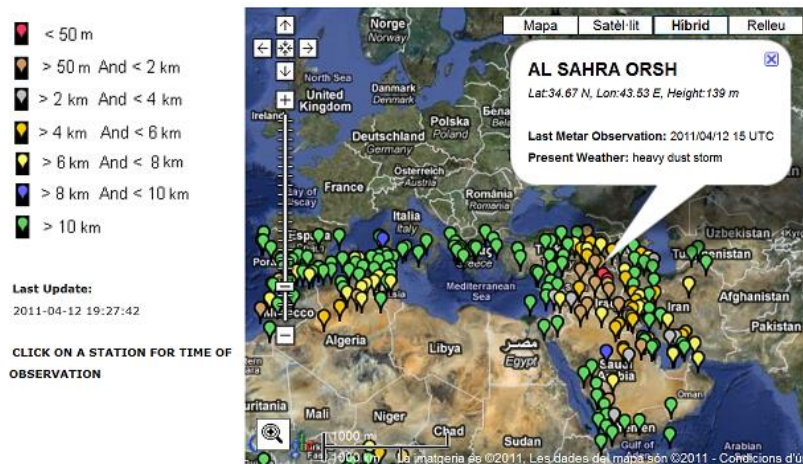 < 50 m
> 50 m And < 2 km
> 2 km And < 4 km
> 4 km And < 6 km
> 6 km And < 8 km
> 8 km And < 10 km
> 10 km
Last Update:
2011-04-12 19:27:42
CLICK ON A STATION FOR TIME OF
OBSERVATION
Mapa
Satèl·lit
Híbrid
Relleu
AL SAHRA ORSH
Lat:34.67 N, Lon:43.53 E, Height:139 m
Last Metar Observation: 2011/04/12 15 UTC
Present Weather: heavy dust storm
Norge
Norway
North Sea
United
Kingdom
Ireland
Danmark
Denmark
Polska
Poland
Deutschland
Germany
Österreich
Austria
France
România
Romania
Italia
Italy
Mediterranean
Sea
Uzbekistan
Afghanistan
Pakistan
Iran
Algeria
Libya
مصر
Egypt
Saudi
Arabia
Oman
Mali
Niger
Chad
Sudan
Gulf of
Arabian
1000 mi
1000 km
La imatgeria és ©2011, Les dades del mapa són ©2011 - Condicions d'ú